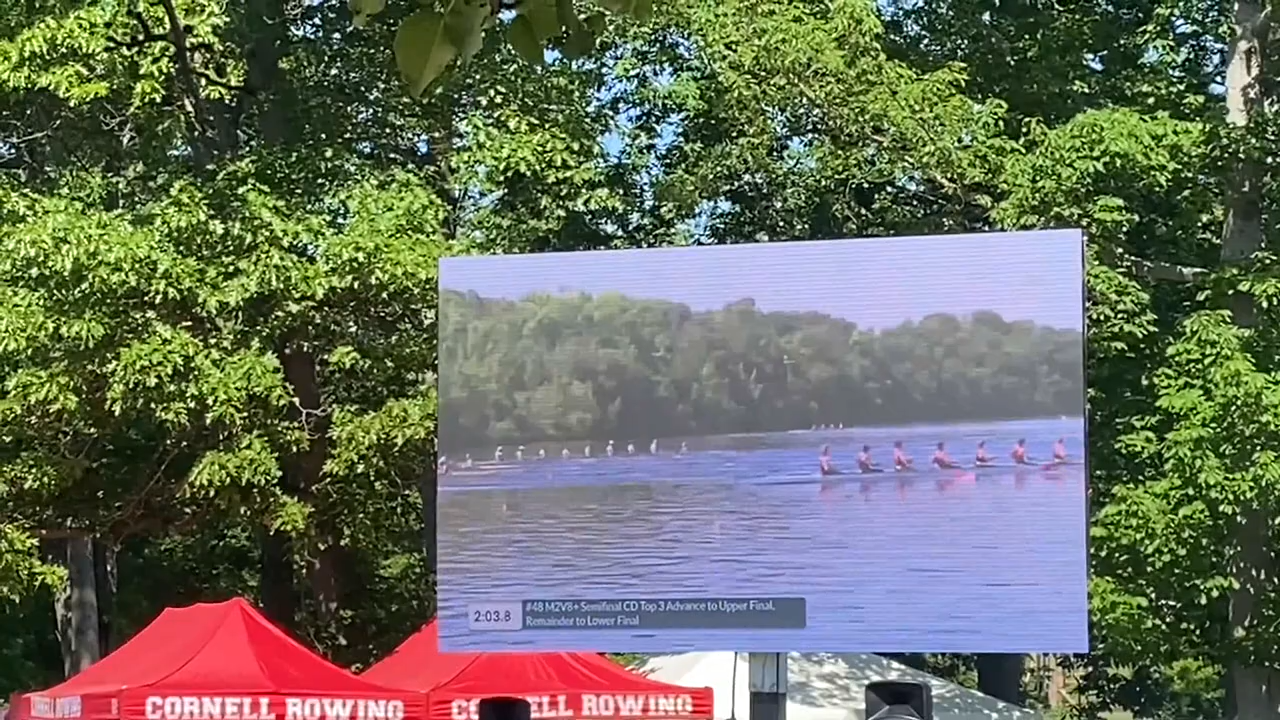 2:03.8
#48 M2V8+ Semifinal CD Top 3 Advance to Upper Final,
Remainder to Lower Final
CORNELL ROWING
ELL ROWING